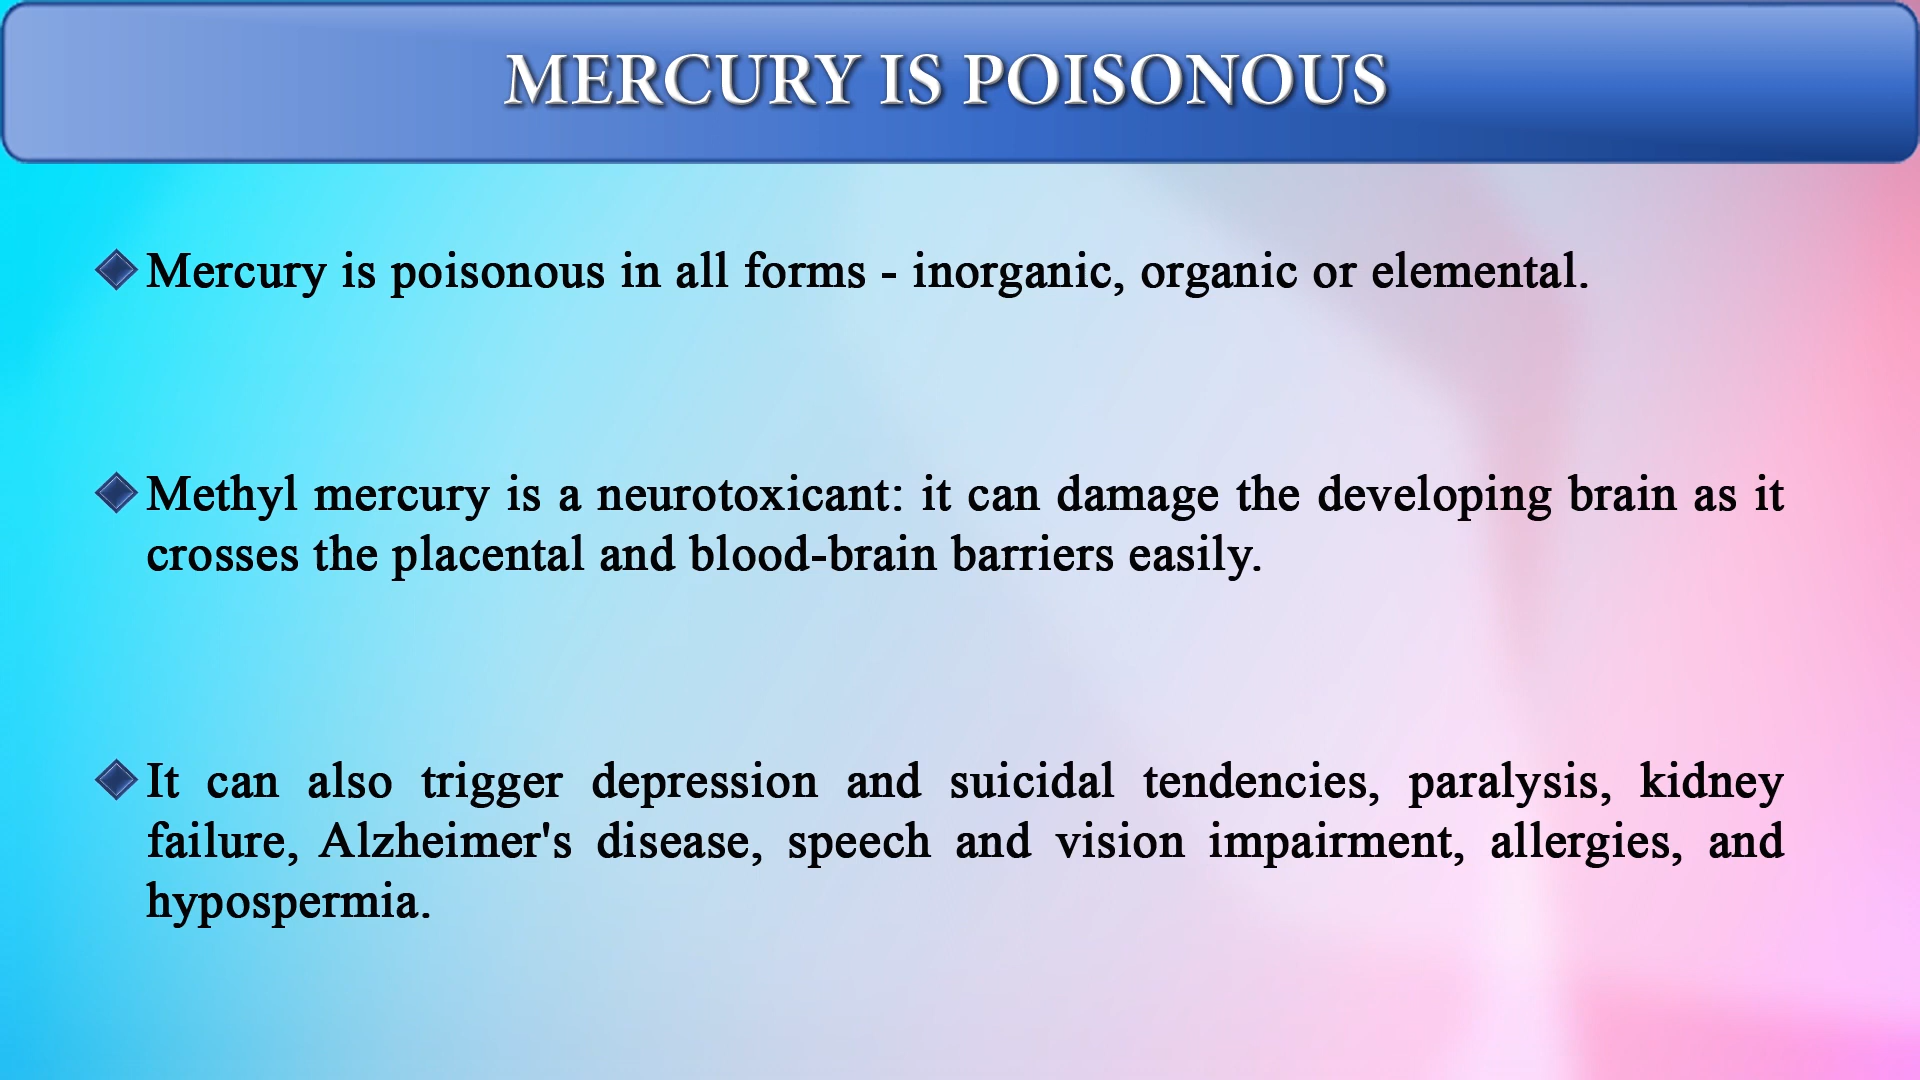 MERCURY IS POISONOUS
Mercury is poisonous in all forms - inorganic, organic or elemental.
Methyl mercury is a neurotoxicant: it can damage the developing brain as it
crosses the placental and blood-brain barriers easily.
It can also trigger depression and suicidal tendencies, paralysis, kidney
failure, Alzheimer's disease, speech and vision impairment, allergies, and
hypospermia.